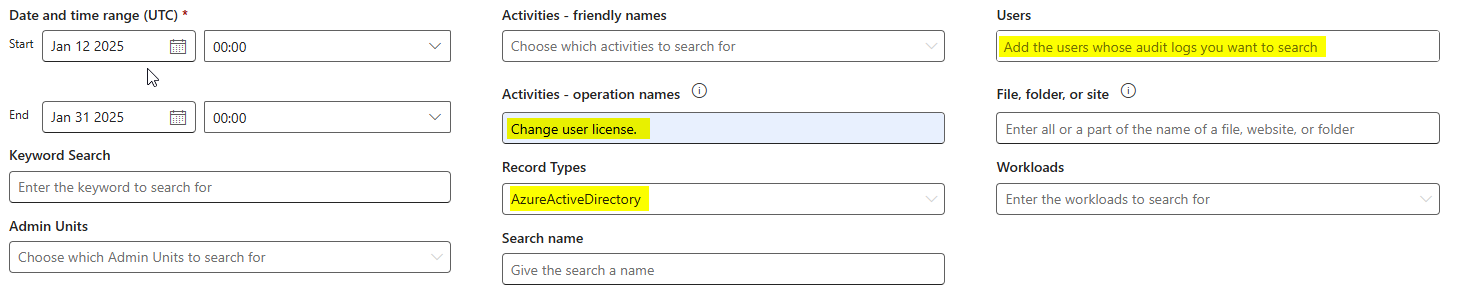 Date and time range (UTC) *
Start
Jan 12 2025
00:00
End
Jan 31 2025
00:00
Keyword Search
Enter the keyword to search for
Admin Units
Choose which Admin Units to search for
Activities - friendly names
Choose which activities to search for
Activities - operation names
Change user license.
Record Types
AzureActiveDirectory
Search name
Give the search a name
Users
Add the users whose audit logs you want to search
File, folder, or site
Enter all or a part of the name of a file, website, or folder
Workloads
Enter the workloads to search for